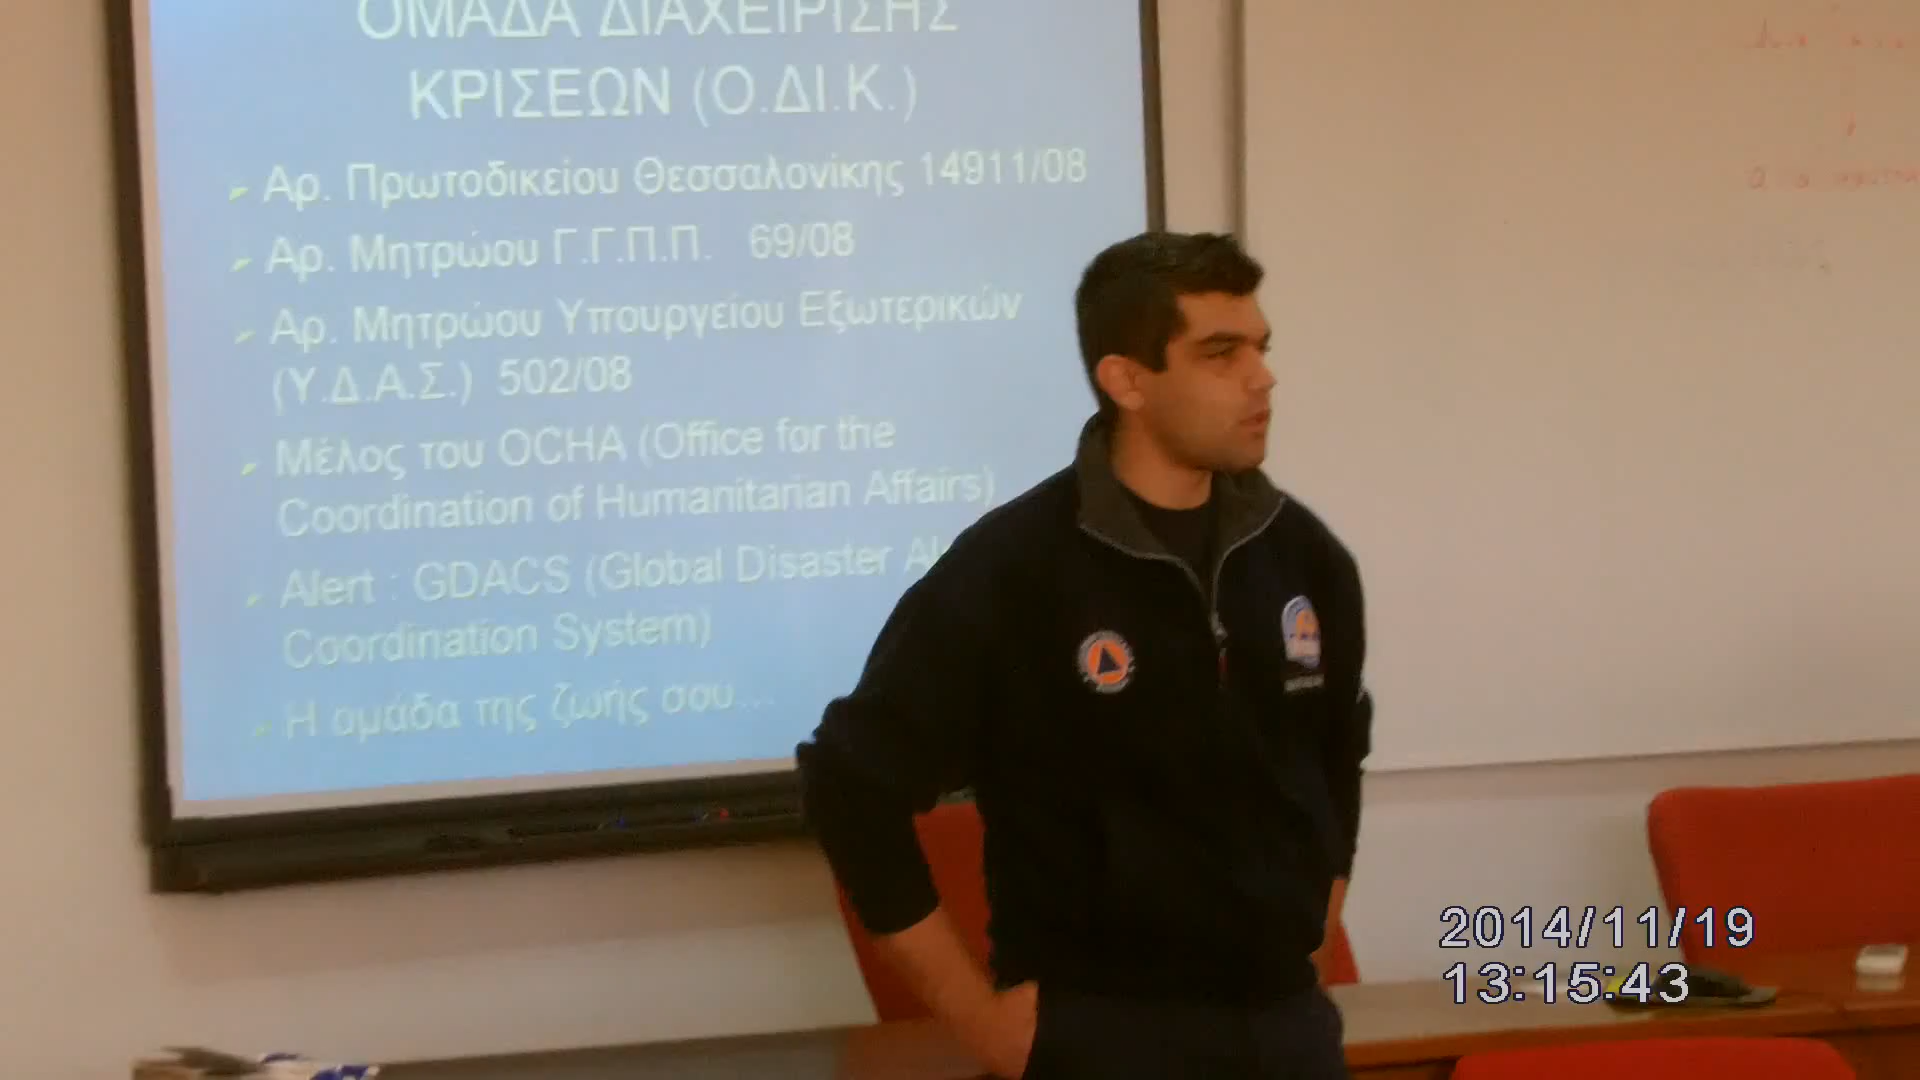 ΟΜΑΔΑ ΔΙΑΧΕΙΡΙΣΗΣ
ΚΡΙΣΕΩΝ (Ο.ΔΙ.Κ.)
Αρ. Πρωτοδικείου Θεσσαλονίκης 14911/08
Αρ. Μητρώου Γ.Γ.Π.Π. 69/08
Αρ. Μητρώου Υπουργείου Εξωτερικών
(Υ.Δ.Α.Σ.) 502/08
Μέλος του OCHA (Office for the
Coordination of Humanitarian Affairs)
Alert : GDACS (Global Disaster Al
Coordination System)
Η ομάδα της ζωής σου...
2014/11/19
13:15:43